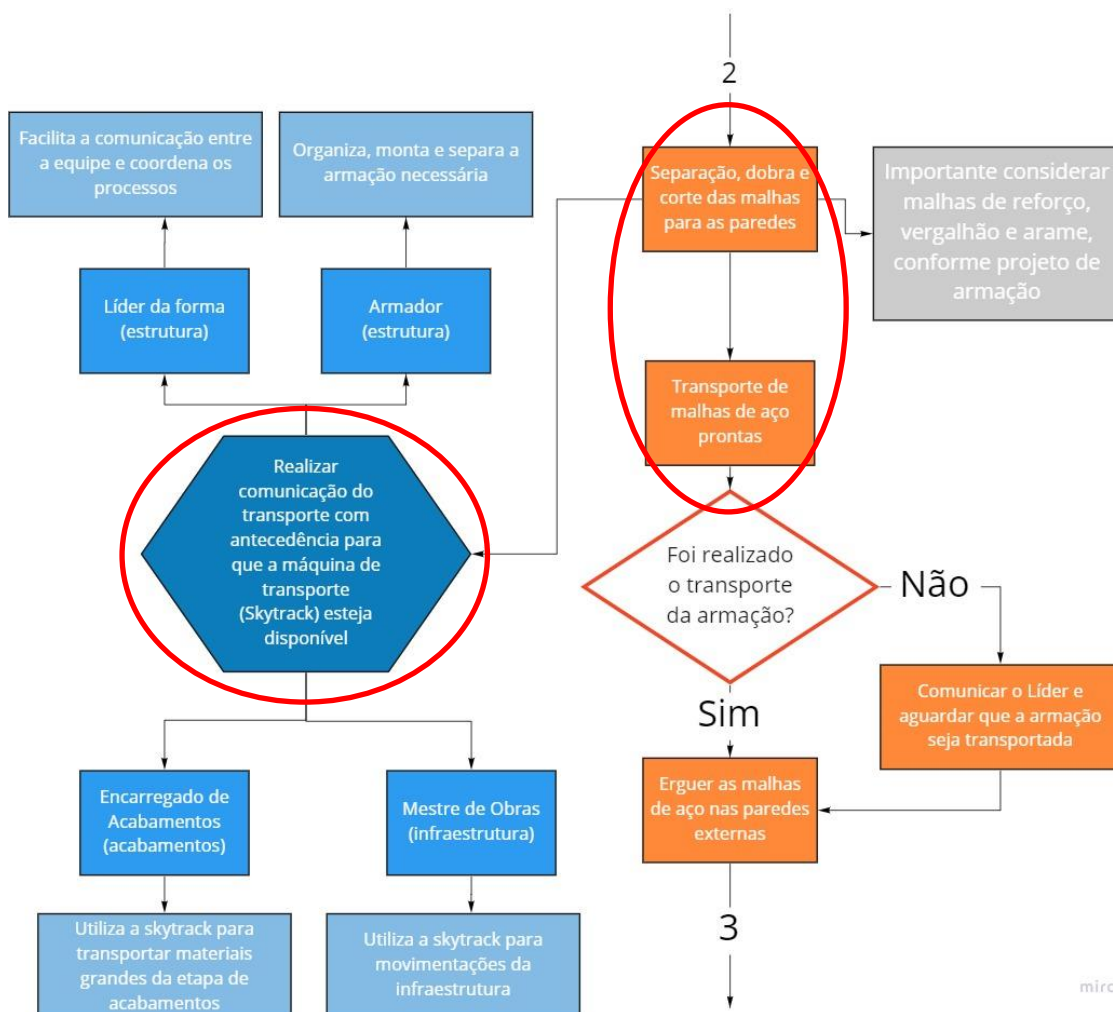 2
Facilita a comunicação entre
a equipe e coordena os
processos
Organiza, monta e separa a
armação necessária
Separação, dobra e
corte das malhas
para as paredes
Importante considerar
malhas de reforço,
vergalhão e arame,
conforme projeto de
armação
Líder da forma
(estrutura)
Armador
(estrutura)
Transporte de
malhas de aço
prontas
Realizar
comunicação do
transporte com
antecedência para
que a máquina de
transporte
(Skytrack) esteja
disponível
Foi realizado
o transporte
da armação?
Não
Sim
Comunicar o Líder e
aguardar que a armação
seja transportada
Encarregado de
Acabamentos
(acabamentos)
Mestre de Obras
(infraestrutura)
Erguer as malhas
de aço nas paredes
externas
Utiliza a skytrack para
transportar materiais
grandes da etapa de
acabamentos
Utiliza a skytrack para
movimentações da
infraestrutura
3